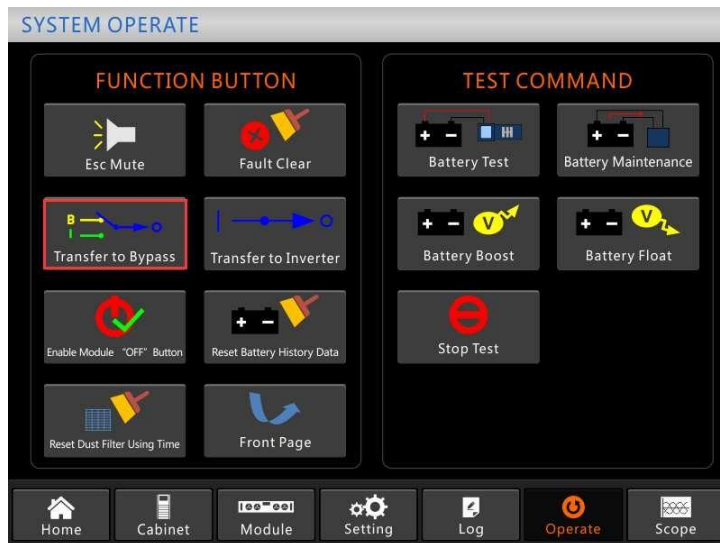 SYSTEM OPERATE
FUNCTION BUTTON
Esc Mute
Fault Clear
B
I
Transfer to Bypass
Transfer to Inverter
Enable Module “OFF” Button
Reset Battery History Data
Reset Dust Filter Using Time
Front Page
TEST COMMAND
+ -
Battery Test
+ -
Battery Maintenance
+ - V
Battery Boost
+ - V
Battery Float
Stop Test
Home
Cabinet
Module
Setting
Log
Operate
Scope